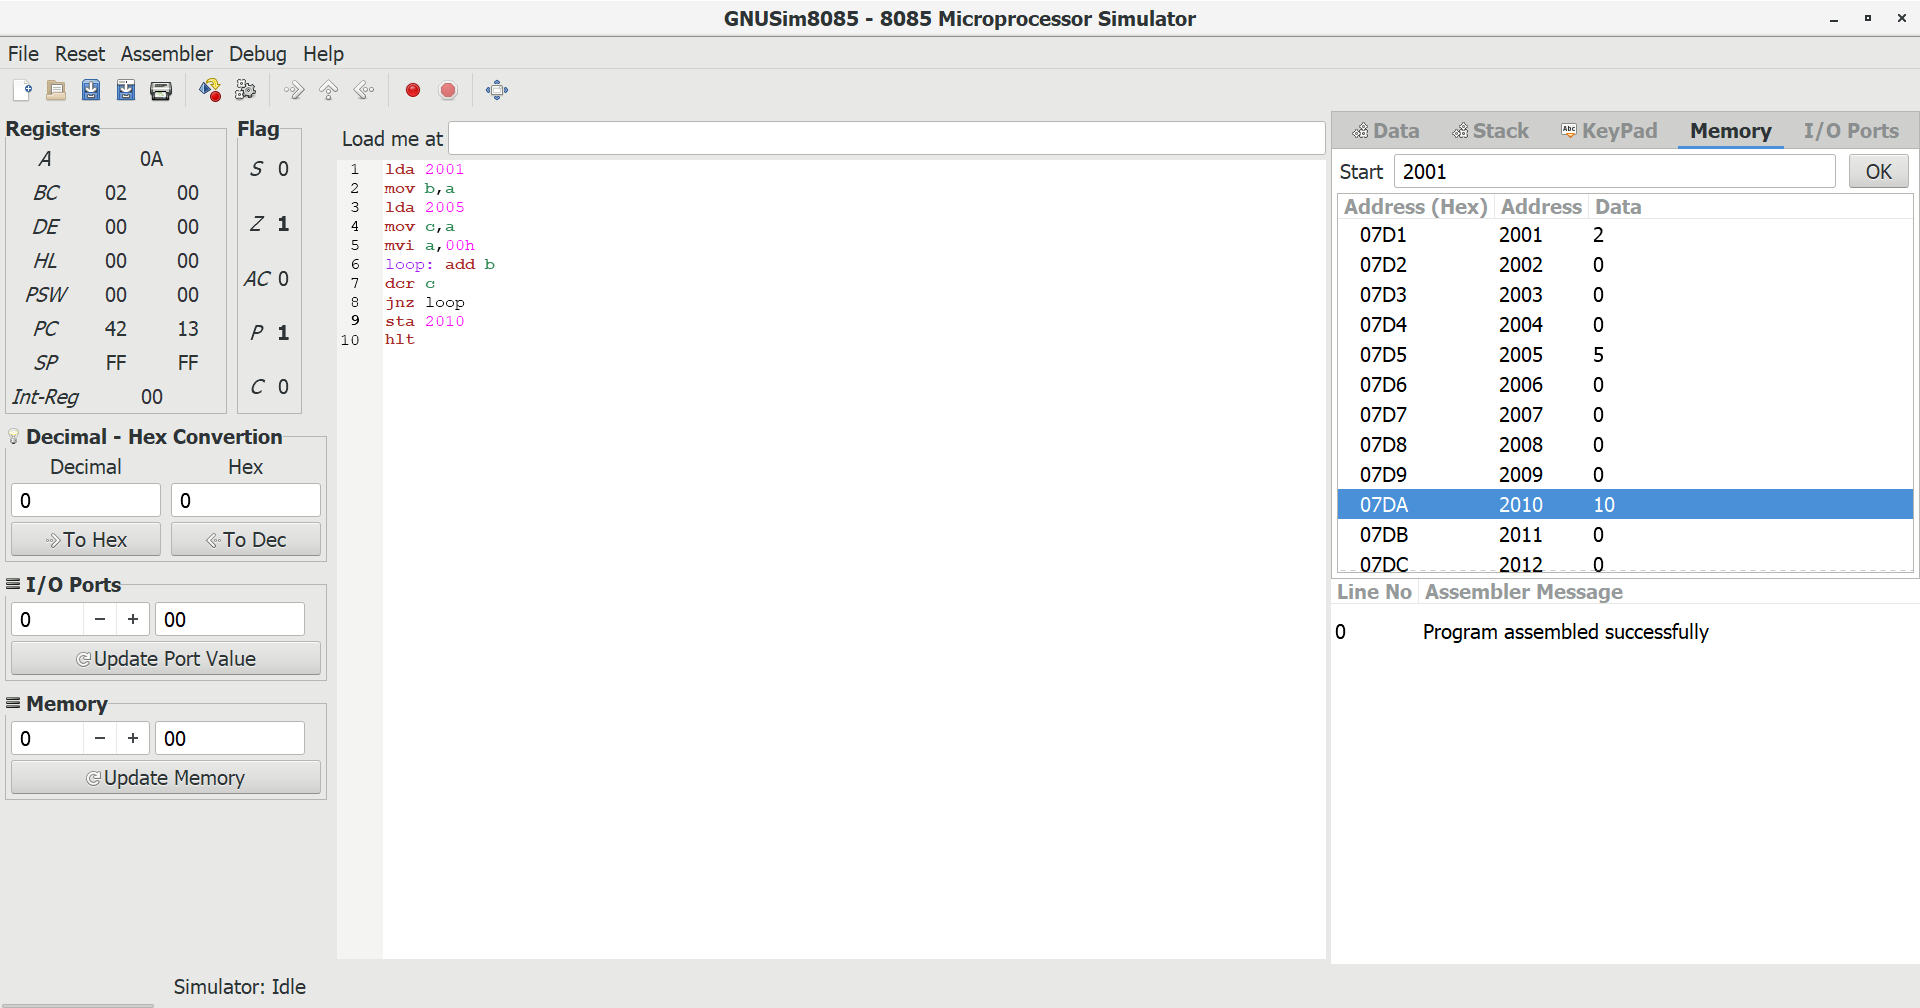 GNUSim8085 - 8085 Microprocessor Simulator
File Reset Assembler Debug Help
Registers
A 0A
BC 02 00
DE 00 00
HL 00 00
PSW 00 00
PC 42 13
SP FF FF
Int-Reg 00
Flag
S 0
Z 1
AC 0
P 1
C 0
Decimal - Hex Convertion
Decimal Hex
0 0
To Hex To Dec
I/O Ports
0 − + 00
Update Port Value
Memory
0 − + 00
Update Memory
Load me at
1 lda 2001
2 mov b,a
3 lda 2005
4 mov c,a
5 mvi a,00h
6 loop: add b
7 dcr c
8 jnz loop
9 sta 2010
10 hlt
Data Stack Abc KeyPad Memory I/O Ports
Start 2001 OK
Address (Hex) Address Data
07D1 2001 2
07D2 2002 0
07D3 2003 0
07D4 2004 0
07D5 2005 5
07D6 2006 0
07D7 2007 0
07D8 2008 0
07D9 2009 0
07DA 2010 10
07DB 2011 0
07DC 2012 0
Line No Assembler Message
0 Program assembled successfully
Simulator: Idle